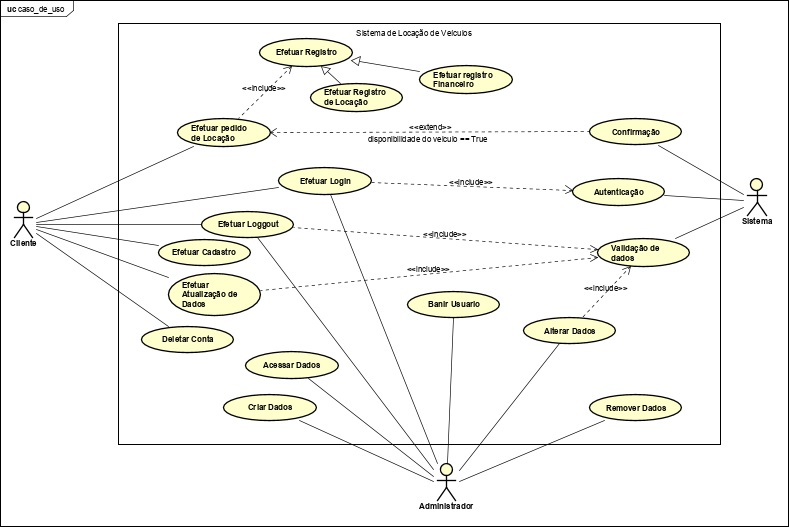 uc caso_de_uso
Sistema de Locação de Veículos
Efetuar Registro
Efetuar registro
Financeiro
<<include>>
Efetuar Registro
de Locação
Efetuar pedido
de Locação
<<extend>>
disponibilidade do veiculo == True
Confirmação
Efetuar Login
<<include>>
Autenticação
Cliente
Sistema
Efetuar Loggout
<<include>>
Validação de
dados
Efetuar Cadastro
<<include>>
Efetuar
Atualização de
Dados
<<include>>
Banir Usuario
Alterar Dados
Deletar Conta
Acessar Dados
Criar Dados
Remover Dados
Administrador